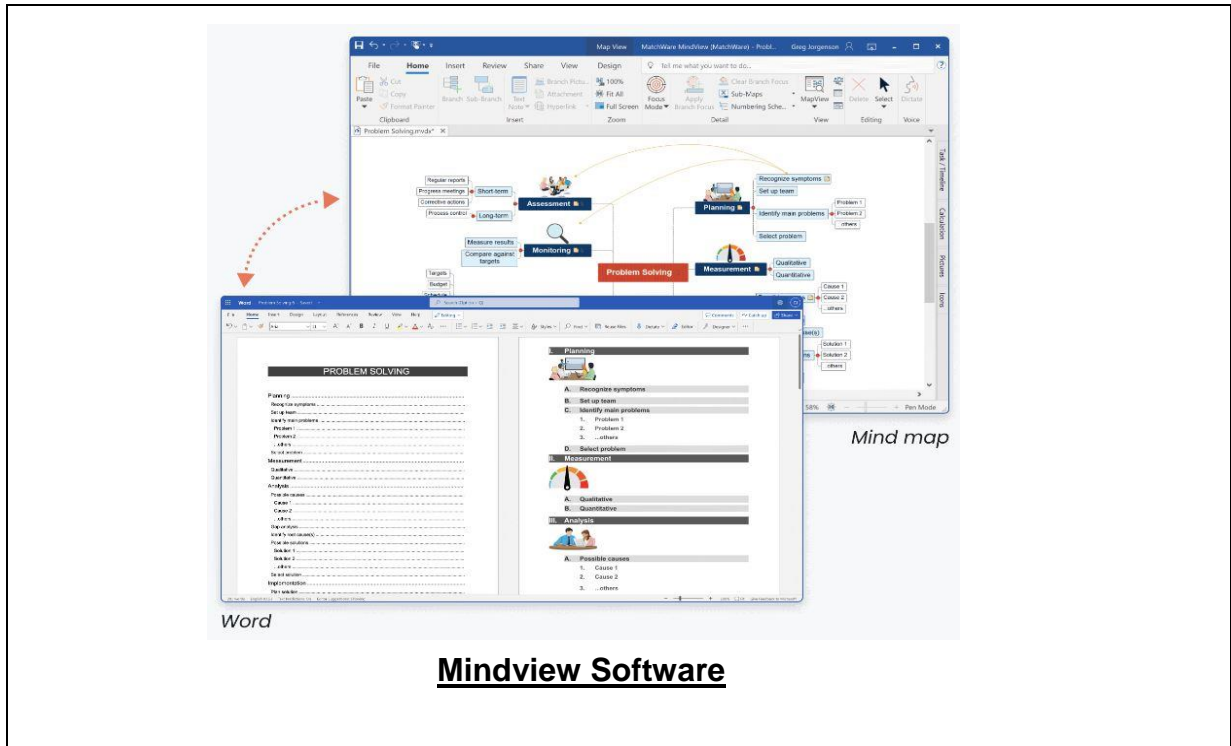 Map View MatchWare MindView (MatchWare) - Probl... Greg Jorgenson
File Home Insert Review Share View Design Tell me what you want to do...
Cut
Copy
Format Painter
Paste
Clipboard
Branch Sub-Branch Text Note
Branch Pictu...
Attachment
Hyperlink
Insert
100%
Fit All
Full Screen
Zoom
Focus Mode
Apply Branch Focus
Clear Branch Focus
Sub-Maps
Numbering Sche...
Detail
MapView
View
Delete Select
Editing
Dictate
Voice
Problem Solving.mvdx*
Task / Timeline
Calculation
Pictures
Icons
Regular reports
Progress meetings
Corrective actions
Process control
Short-term
Long-term
Assessment
Measure results
Compare against
targets
Monitoring
Targets
Budget
Problem Solving
Planning
Recognize symptoms
Set up team
Identify main problems
Problem 1
Problem 2
...others
Select problem
Measurement
Qualitative
Quantitative
Cause 1
Cause 2
...others
Solution 1
Solution 2
...others
58%
Pen Mode
Mind map
Word
Home
PROBLEM SOLVING
Planning
Recognize symptoms
Set up team
Identify main problems
Problem 1
Problem 2
...others
Select problem
Measurement
Qualitative
Quantitative
Analysis
Possible causes
Cause 1
Cause 2
...others
Gap analysis
Identify root cause(s)
Possible solutions
Solution 1
Solution 2
...others
Select solution
Implementation
Plan solution
I. Planning
A. Recognize symptoms
B. Set up team
C. Identify main problems
1. Problem 1
2. Problem 2
3. ...others
D. Select problem
II. Measurement
A. Qualitative
B. Quantitative
III. Analysis
A. Possible causes
1. Cause 1
2. Cause 2
3. ...others
Word
Mindview Software